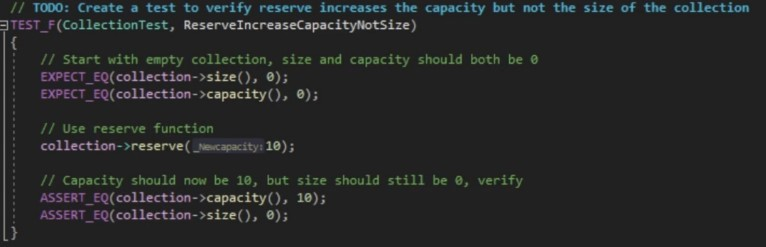 // TODO: Create a test to verify reserve increases the capacity but not the size of the collection
TEST_F(CollectionTest, ReserveIncreaseCapacityNotSize)
{
// Start with empty collection, size and capacity should both be 0
EXPECT_EQ(collection->size(), 0);
EXPECT_EQ(collection->capacity(), 0);
// Use reserve function
collection->reserve(_Newcapacity: 10);
// Capacity should now be 10, but size should still be 0, verify
ASSERT_EQ(collection->capacity(), 10);
ASSERT_EQ(collection->size(), 0);
}